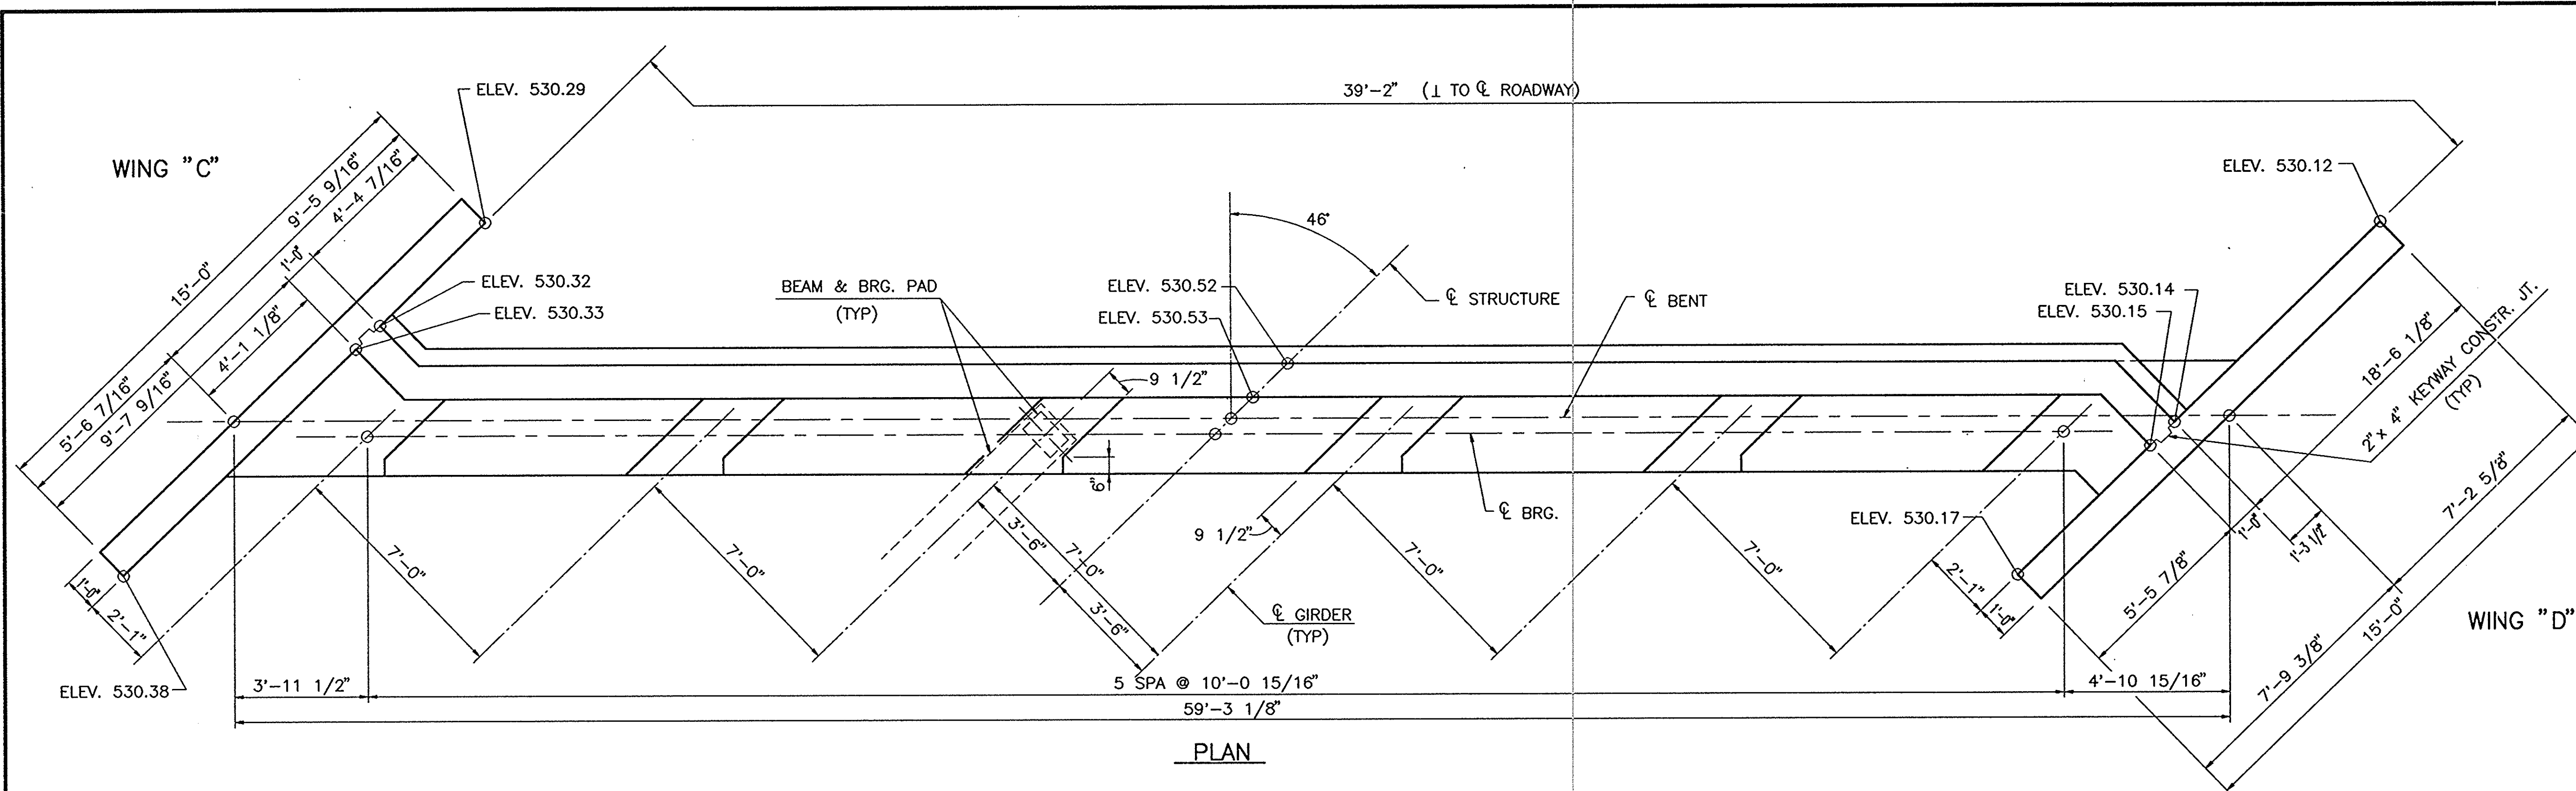 ELEV. 530.29
39'-2" (⊥ TO ℄ ROADWAY)
WING "C"
ELEV. 530.12
15'-0"
9'-5 9/16"
4'-4 7/16"
1'-0"
4'-1 1/8"
5'-6 7/16"
9'-7 9/16"
46°
ELEV. 530.32
ELEV. 530.33
BEAM & BRG. PAD
(TYP)
ELEV. 530.52
ELEV. 530.53
℄ STRUCTURE
℄ BENT
ELEV. 530.14
ELEV. 530.15
2" x 4" KEYWAY CONSTR. JT.
(TYP)
18'-6 1/8"
9 1/2"
6"
℄ BRG.
9 1/2"
ELEV. 530.17
1'-0"
1'-3 1/2"
7'-2 5/8"
7'-0"
7'-0"
3'-6"
7'-0"
3'-6"
7'-0"
7'-0"
2'-1"
1'-0"
5'-5 7/8"
15'-0"
7'-9 3/8"
WING "D"
1'-0"
2'-1"
℄ GIRDER
(TYP)
ELEV. 530.38
3'-11 1/2"
5 SPA @ 10'-0 15/16"
4'-10 15/16"
59'-3 1/8"
PLAN